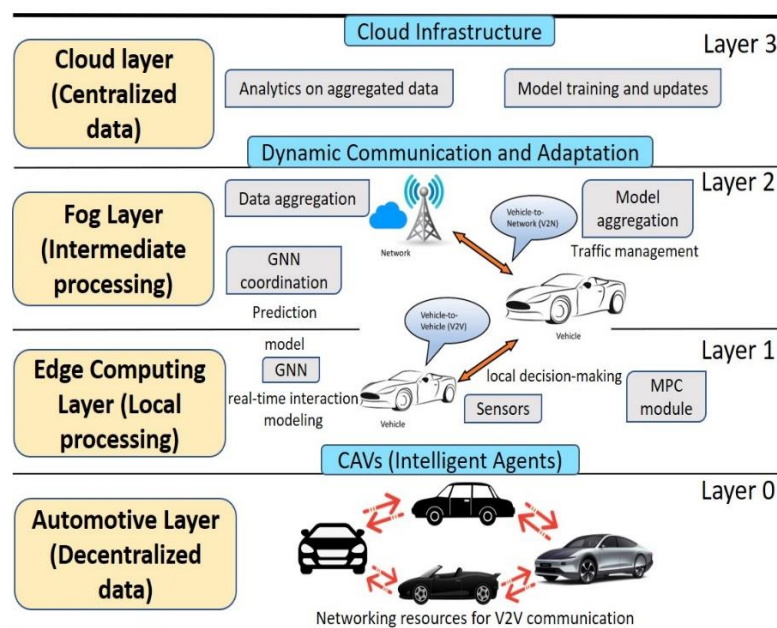 Cloud Infrastructure
Layer 3
Cloud layer
(Centralized
data)
Analytics on aggregated data
Model training and updates
Dynamic Communication and Adaptation
Layer 2
Fog Layer
(Intermediate
processing)
Data aggregation
Network
Vehicle-to-
Network (V2N)
Model
aggregation
Traffic management
GNN
coordination
Prediction
Vehicle
Vehicle-to-
Vehicle (V2V)
Layer 1
Edge Computing
Layer (Local
processing)
model
GNN
real-time interaction
modeling
Vehicle
local decision-making
Sensors
MPC
module
CAVs (Intelligent Agents)
Layer 0
Automotive Layer
(Decentralized
data)
Networking resources for V2V communication